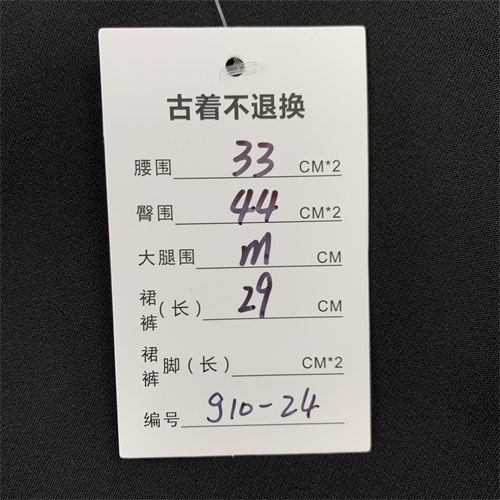 古着不退换
腰围 33 CM*2
臀围 44 CM*2
大腿围 m CM
裙裤(长) 29 CM
裙裤脚(长) CM*2
编号 910-24